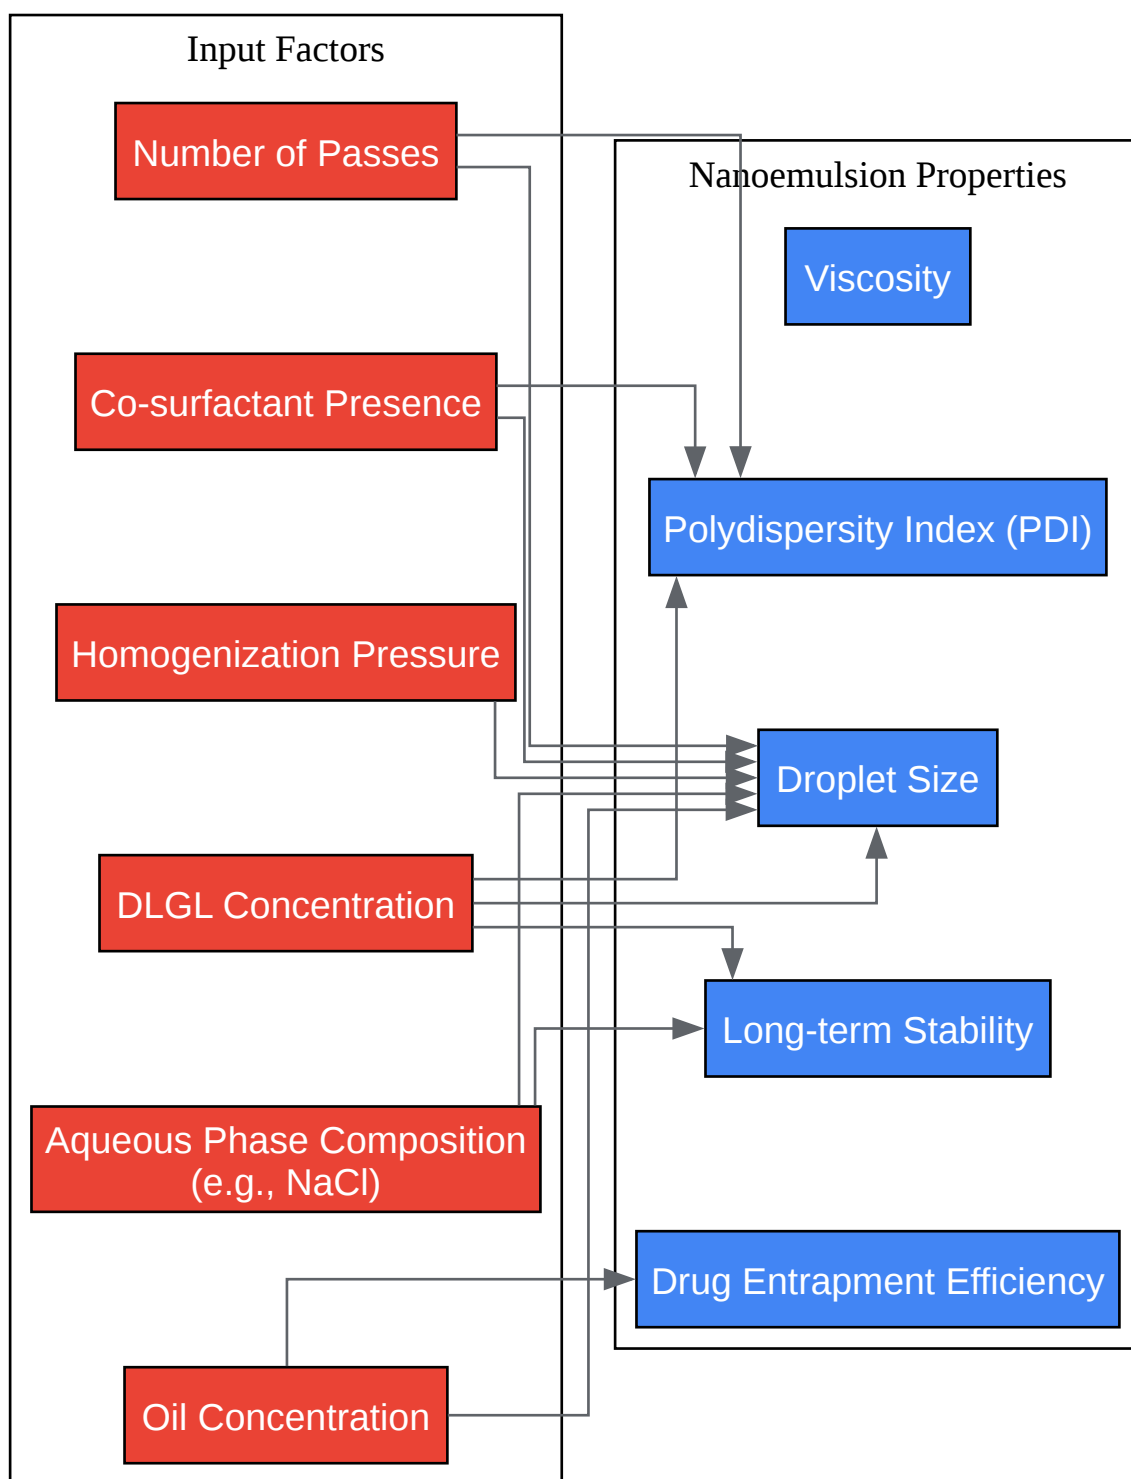 Input Factors
Number of Passes
Co-surfactant Presence
Homogenization Pressure
DLGL Concentration
Aqueous Phase Composition
(e.g., NaCl)
Oil Concentration
Nanoemulsion Properties
Viscosity
Polydispersity Index (PDI)
Droplet Size
Long-term Stability
Drug Entrapment Efficiency